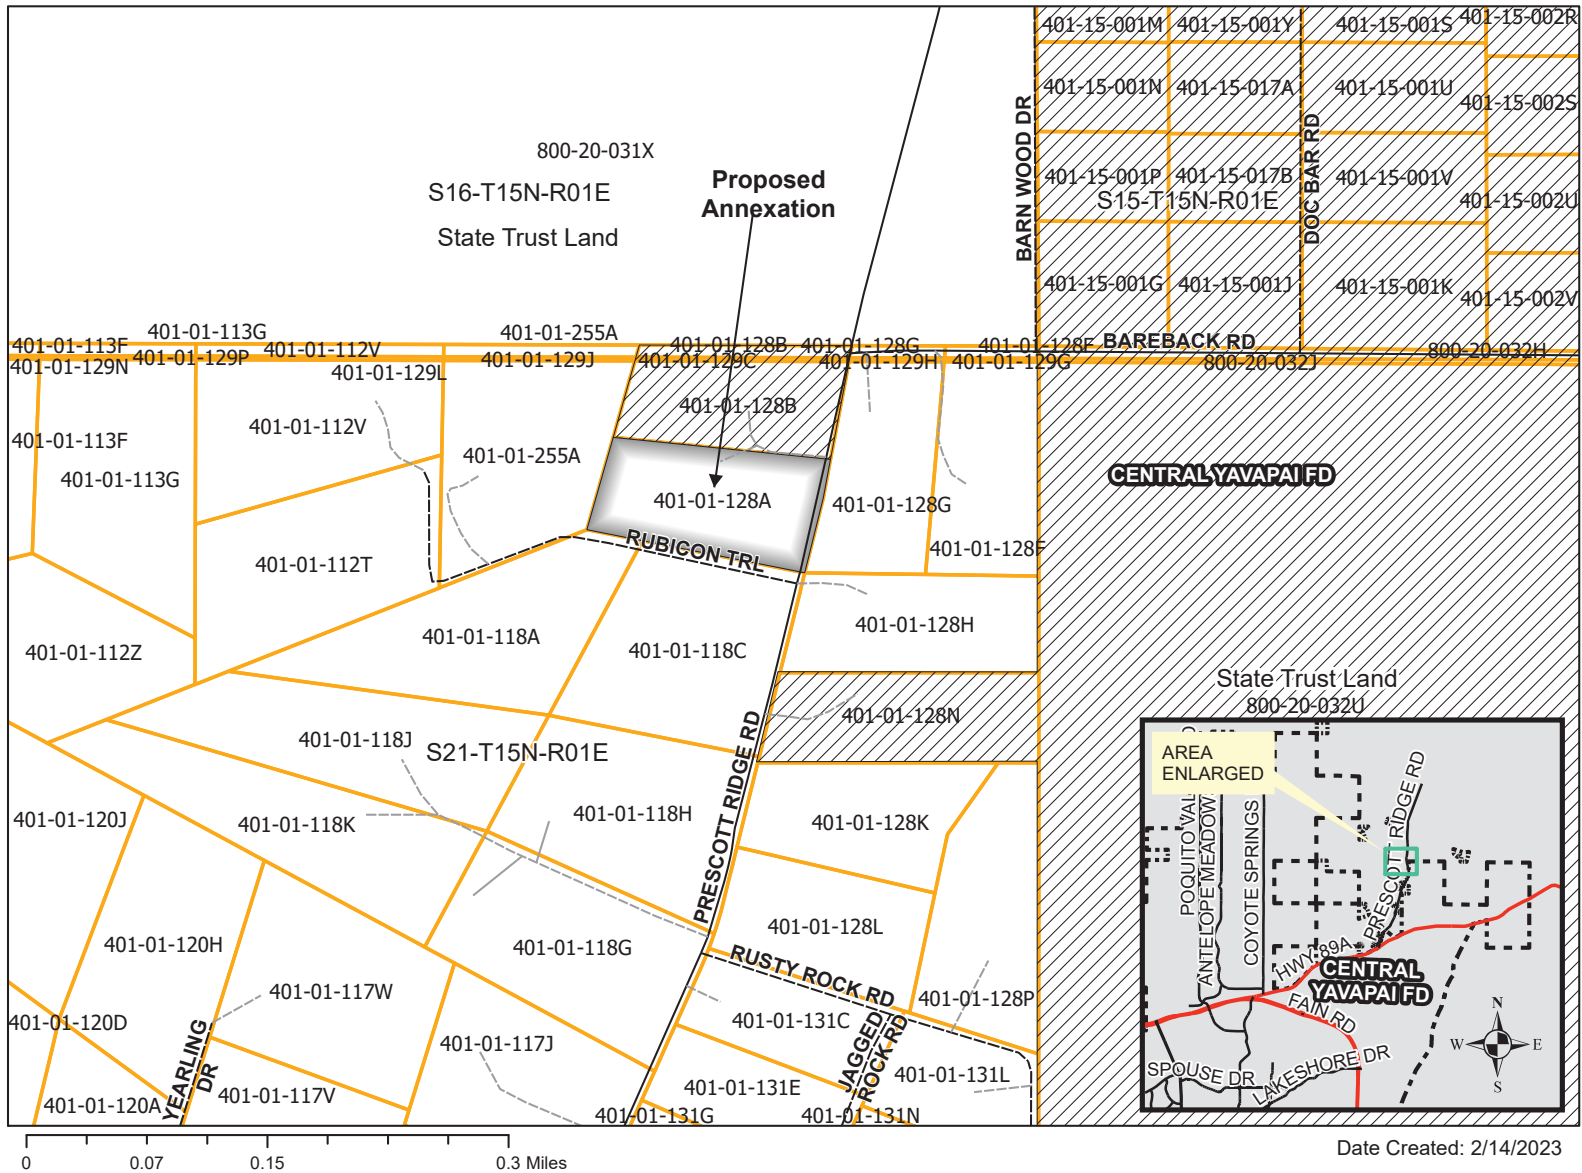 401-15-001M
401-15-001Y
401-15-001S
401-15-002R
401-15-001N
401-15-017A
401-15-001U
401-15-002S
BARN WOOD DR
DOC BAR RD
800-20-031X
S16-T15N-R01E
State Trust Land
Proposed
Annexation
401-15-001P
401-15-017B
401-15-001V
S15-T15N-R01E
401-15-002U
401-15-001G
401-15-001J
401-15-001K
401-15-002V
401-01-113F
401-01-113G
401-01-112V
401-01-255A
401-01-128B
401-01-128G
401-01-128F
BAREBACK RD
800-20-032H
401-01-129N
401-01-129P
401-01-129L
401-01-129J
401-01-129C
401-01-129H
401-01-129G
800-20-032J
401-01-128B
401-01-113F
401-01-112V
401-01-255A
401-01-113G
401-01-128A
401-01-128G
CENTRAL YAVAPAI FD
RUBICON TRL
401-01-128F
401-01-112T
401-01-112Z
401-01-118A
401-01-118C
401-01-128H
State Trust Land
800-20-032U
401-01-128N
401-01-118J
S21-T15N-R01E
PRESCOTT RIDGE RD
401-01-120J
401-01-118K
401-01-118H
401-01-128K
401-01-120H
401-01-118G
401-01-128L
RUSTY ROCK RD
401-01-117W
401-01-128P
401-01-120D
401-01-131C
JAGGED
ROCK RD
YEARLING
DR
401-01-117J
401-01-131E
401-01-131L
401-01-120A
401-01-117V
401-01-131G
401-01-131N
AREA
ENLARGED
POQUITO VAL
D
ANTELOPE MEADOW
COYOTE SPRINGS
PRESCOTT RIDGE RD
HWY 89A
CENTRAL
YAVAPAI FD
FAIN RD
SPOUSE DR
LAKESHORE DR
N
W
E
S
0
0.07
0.15
0.3 Miles
Date Created: 2/14/2023